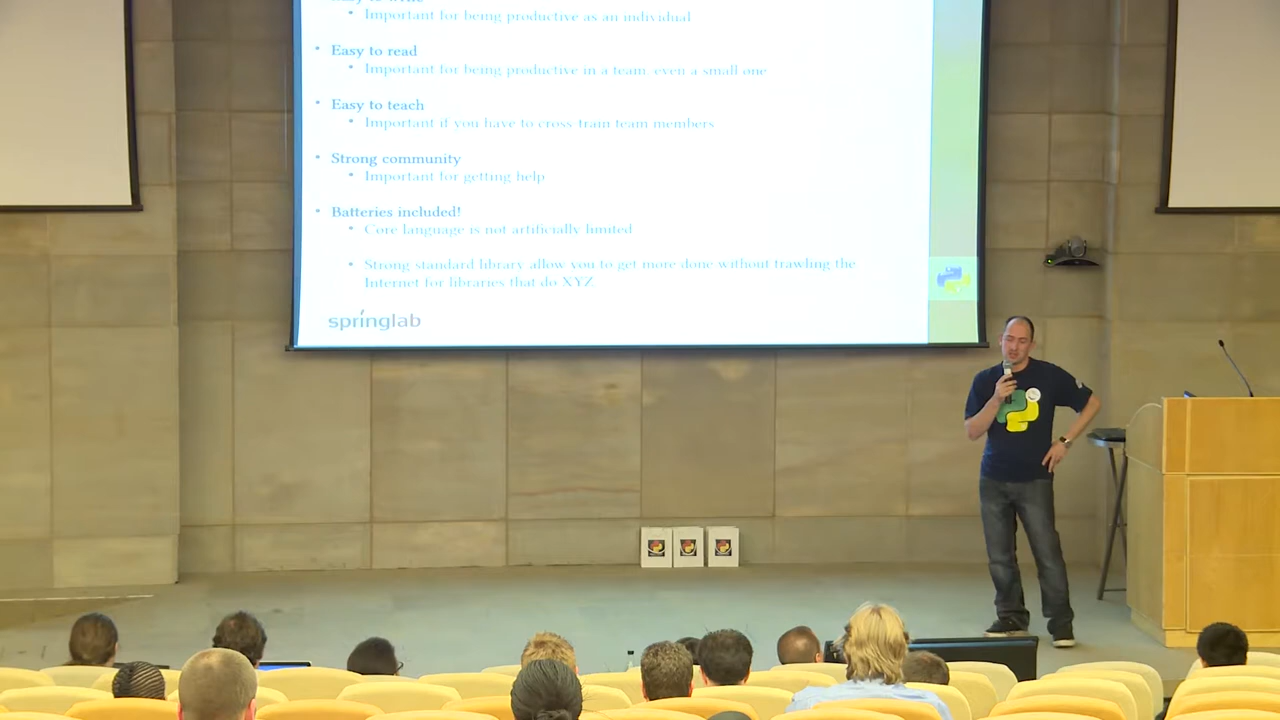 • Important for being productive as an individual
• Easy to read
• Important for being productive in a team, even a small one
• Easy to teach
• Important if you have to cross-train team members
• Strong community
• Important for getting help
• Batteries included!
• Core language is not artificially limited
• Strong standard library allow you to get more done without trawling the
Internet for libraries that do XYZ
springlab